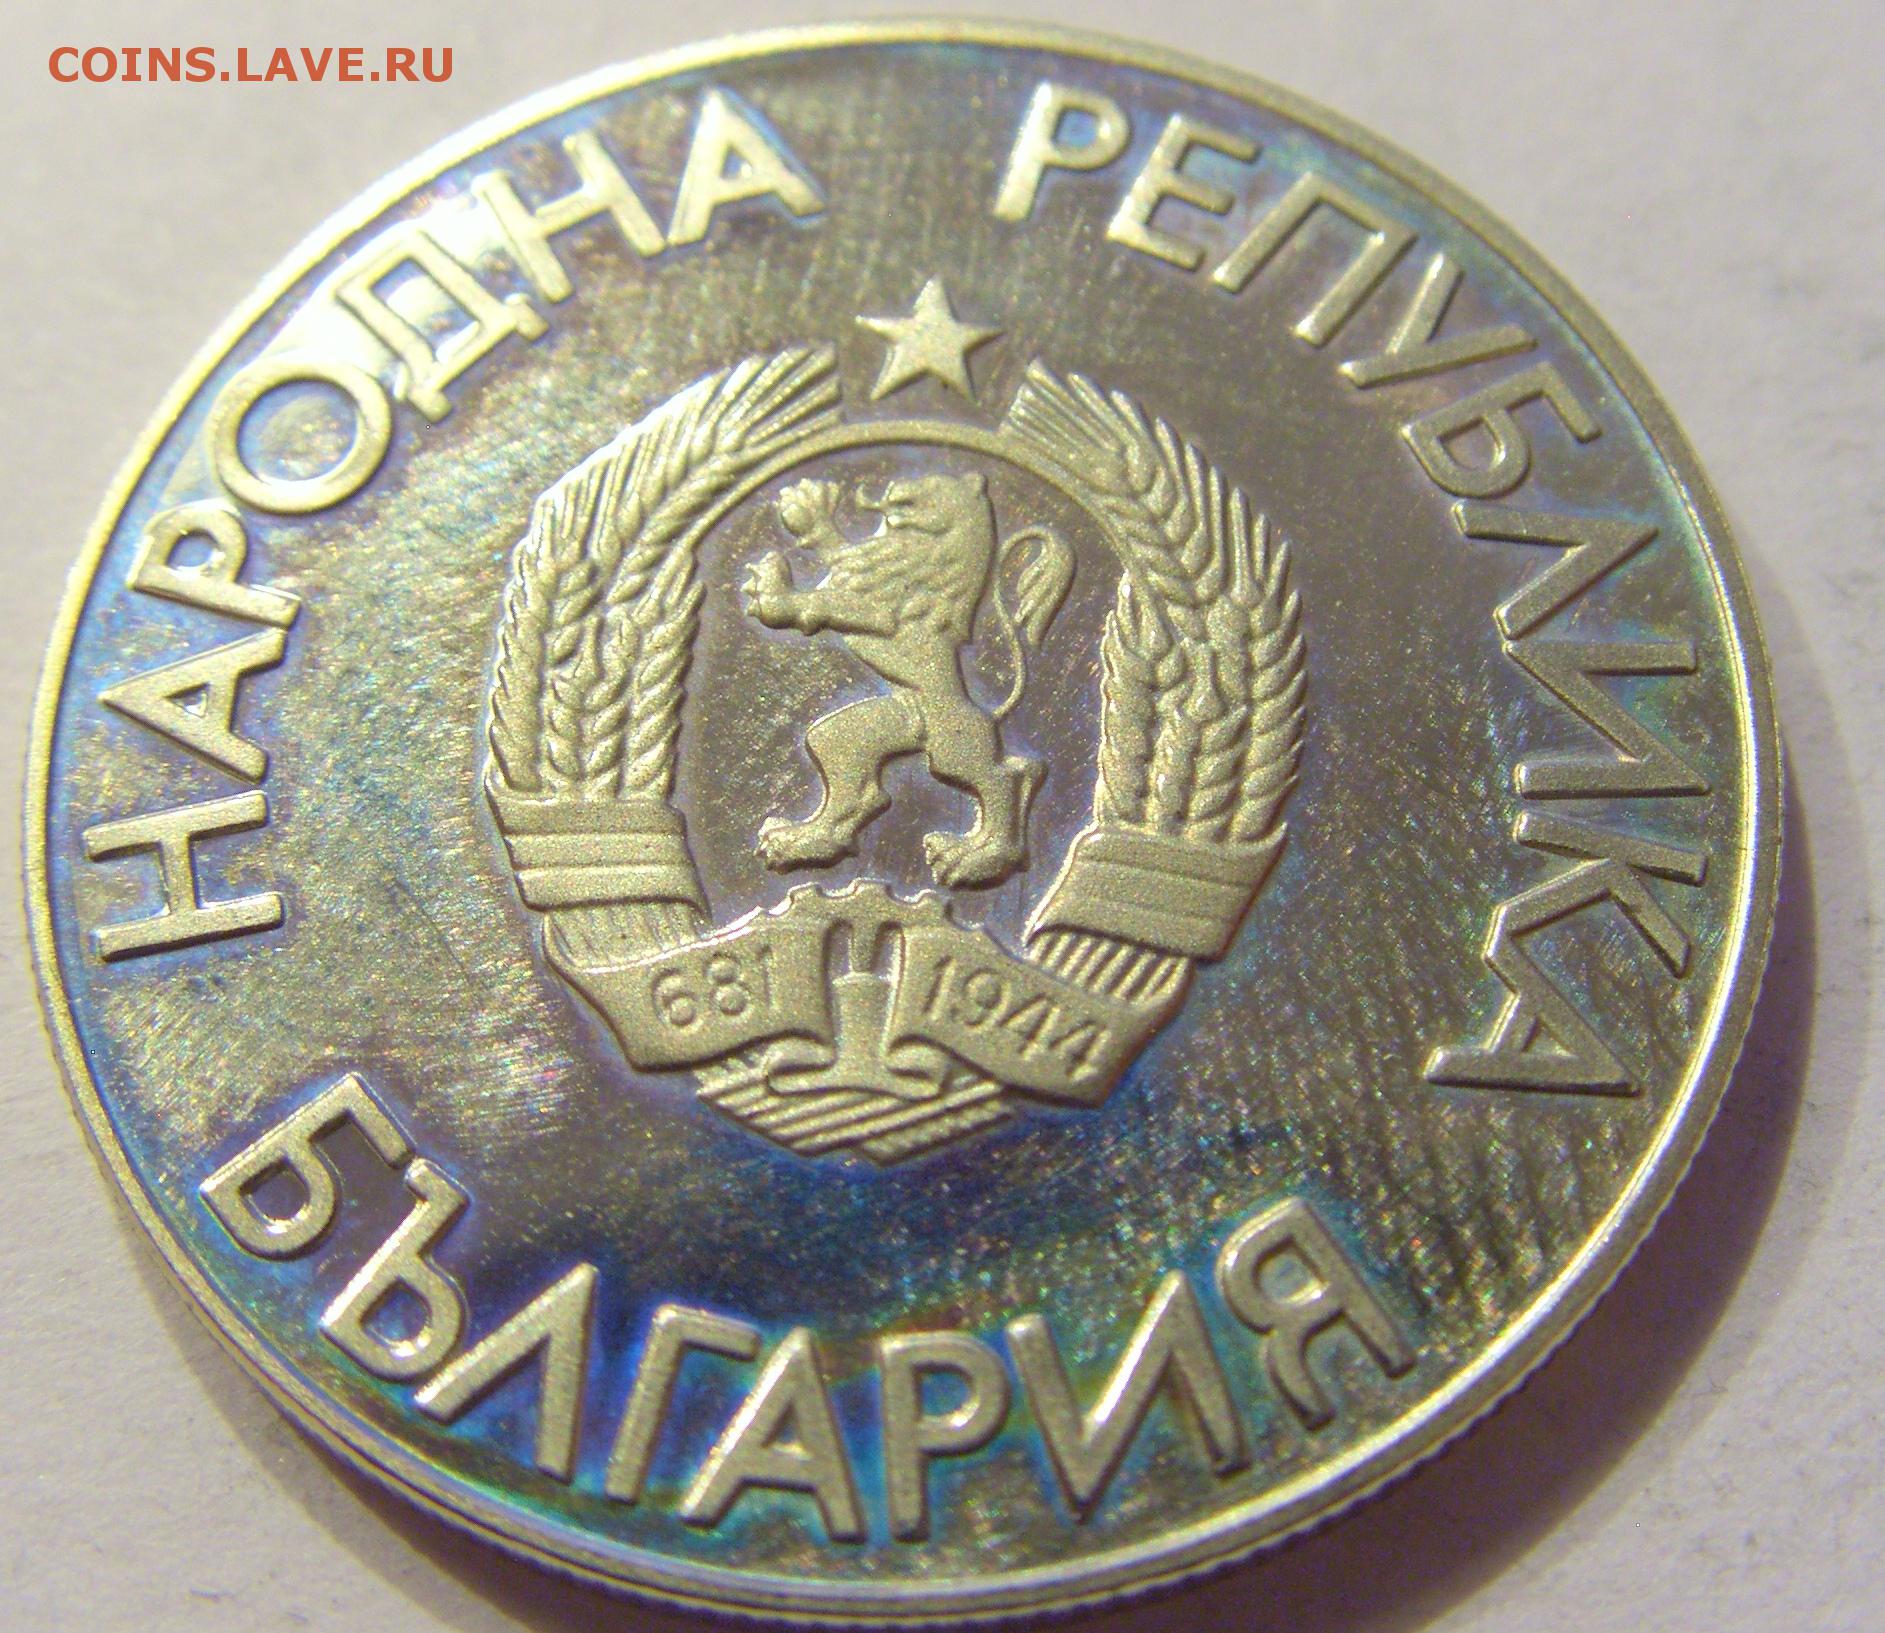 COINS.LAVE.RU
НАРОДНА РЕПУБЛИКА
БЪЛГАРИЯ
681 1944